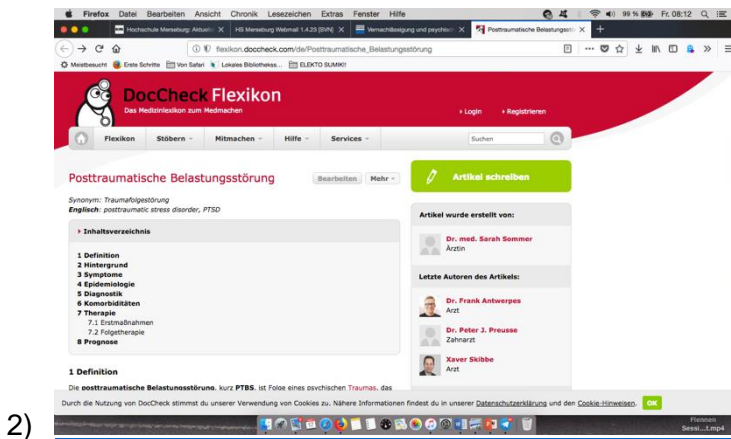 Firefox Datei Bearbeiten Ansicht Chronik Lesezeichen Extras Fenster Hilfe 99 % Fr. 08:12
Hochschule Merseburg: Aktuelle HS Merseburg Webmail 1.4.23 [SVN] Vernachlässigung und psychisch Posttraumatische Belastungsstö
flexikon.doccheck.com/de/Posttraumatische_Belastungsstörung
Meistbesucht Erste Schritte Von Safari Lokales Bibliotheks... ELEKTO SUMIKI!
DocCheck Flexikon
Das Medizinlexikon zum Medmachen
Login Registrieren
Flexikon Stöbern Mitmachen Hilfe Services Suchen
Posttraumatische Belastungsstörung
Bearbeiten Mehr
Artikel schreiben
Synonym: Traumafolgestörung
Englisch: posttraumatic stress disorder, PTSD
Inhaltsverzeichnis
1 Definition
2 Hintergrund
3 Symptome
4 Epidemiologie
5 Diagnostik
6 Komorbiditäten
7 Therapie
7.1 Erstmaßnahmen
7.2 Folgetherapie
8 Prognose
Artikel wurde erstellt von:
Dr. med. Sarah Sommer
Ärztin
Letzte Autoren des Artikels:
Dr. Frank Antwerpes
Arzt
Dr. Peter J. Preusse
Zahnarzt
Xaver Skibbe
Arzt
1 Definition
Die posttraumatische Belastungsstörung, kurz PTBS, ist Folge eines psychischen Traumas, das
Durch die Nutzung von DocCheck stimmst du unserer Verwendung von Cookies zu. Nähere Informationen findest du in unserer Datenschutzerklärung und den Cookie-Hinweisen. OK
Sessi...t.mp4
2)